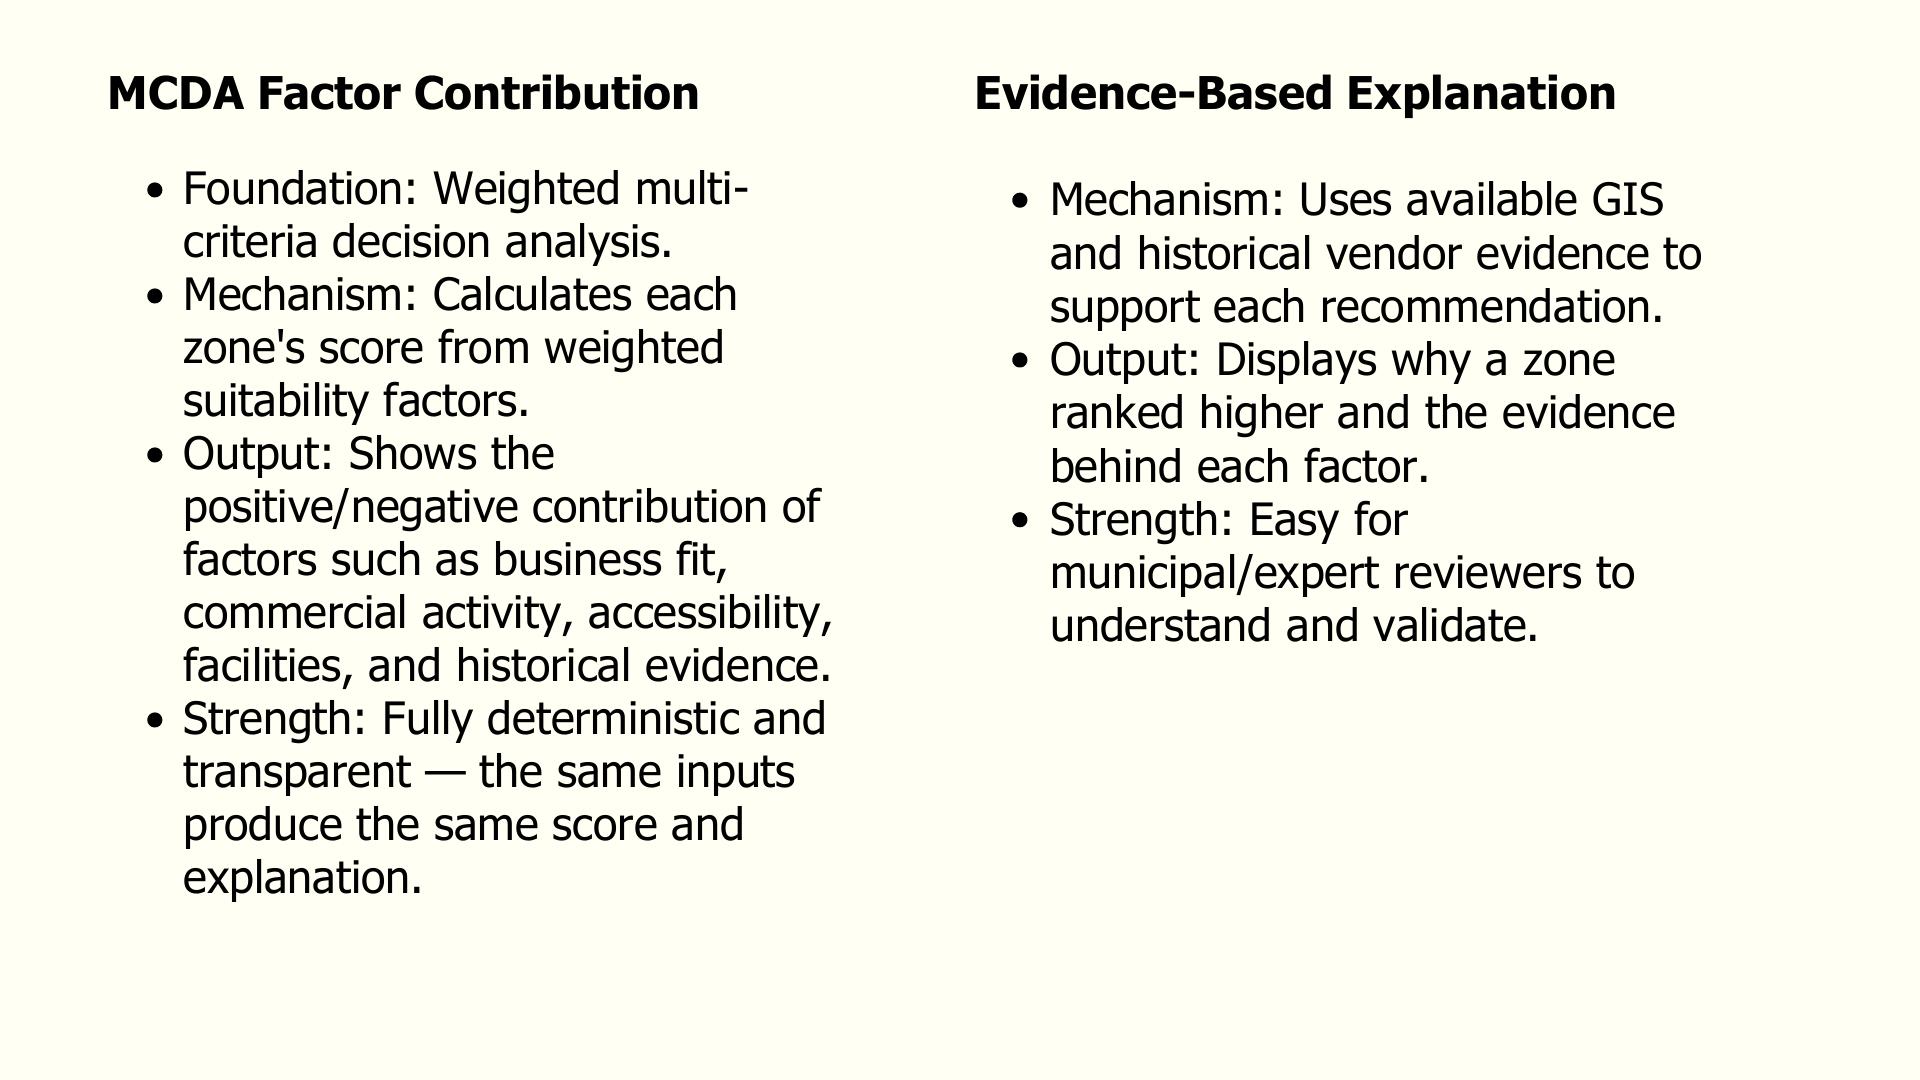 MCDA Factor Contribution
• Foundation: Weighted multi-
criteria decision analysis.
• Mechanism: Calculates each
zone's score from weighted
suitability factors.
• Output: Shows the
positive/negative contribution of
factors such as business fit,
commercial activity, accessibility,
facilities, and historical evidence.
• Strength: Fully deterministic and
transparent — the same inputs
produce the same score and
explanation.
Evidence-Based Explanation
• Mechanism: Uses available GIS
and historical vendor evidence to
support each recommendation.
• Output: Displays why a zone
ranked higher and the evidence
behind each factor.
• Strength: Easy for
municipal/expert reviewers to
understand and validate.